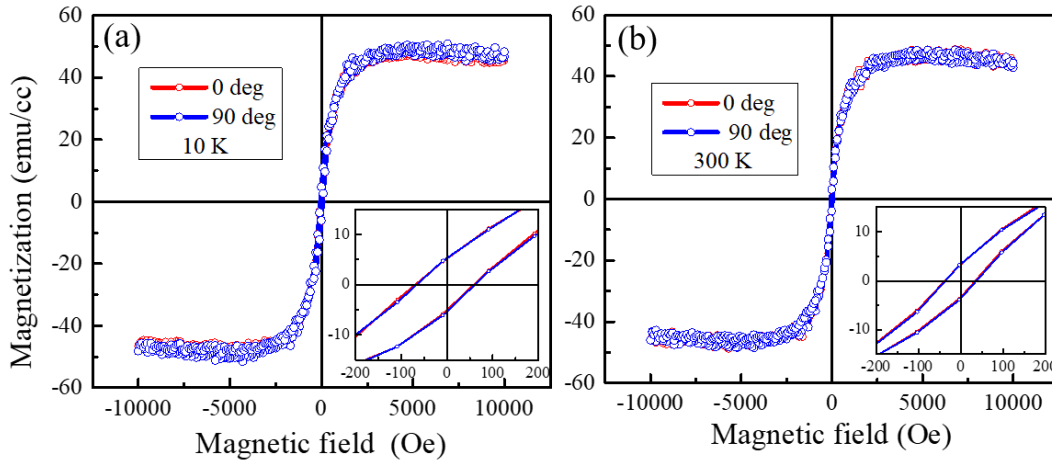 (a)
Magnetization (emu/cc)
60
40
20
0
-20
-40
-60
0 deg
90 deg
10 K
10
0
-10
-200 -100 0 100 200
-10000 -5000 0 5000 10000
Magnetic field (Oe)
(b)
60
40
20
0
-20
-40
-60
0 deg
90 deg
300 K
10
0
-10
-200 -100 0 100 200
-10000 -5000 0 5000 10000
Magnetic field (Oe)